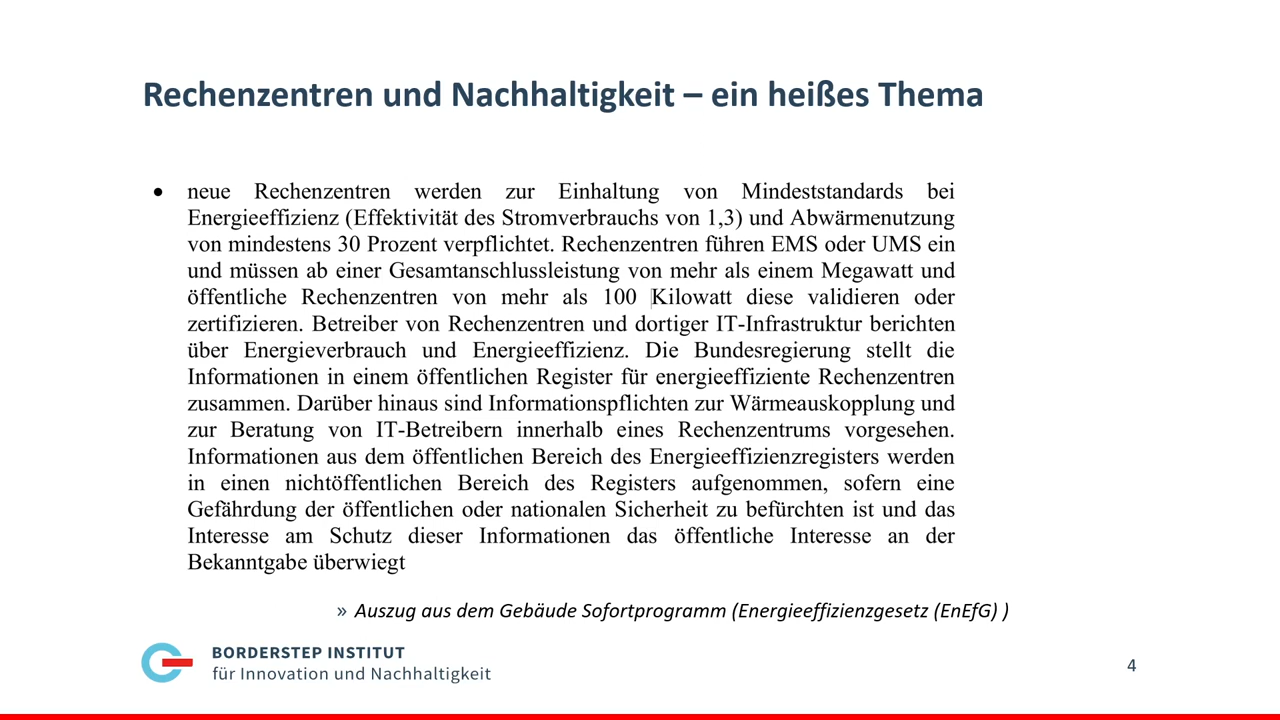 Rechenzentren und Nachhaltigkeit – ein heißes Thema
• neue Rechenzentren werden zur Einhaltung von Mindeststandards bei
Energieeffizienz (Effektivität des Stromverbrauchs von 1,3) und Abwärmenutzung
von mindestens 30 Prozent verpflichtet. Rechenzentren führen EMS oder UMS ein
und müssen ab einer Gesamtanschlussleistung von mehr als einem Megawatt und
öffentliche Rechenzentren von mehr als 100 Kilowatt diese validieren oder
zertifizieren. Betreiber von Rechenzentren und dortiger IT-Infrastruktur berichten
über Energieverbrauch und Energieeffizienz. Die Bundesregierung stellt die
Informationen in einem öffentlichen Register für energieeffiziente Rechenzentren
zusammen. Darüber hinaus sind Informationspflichten zur Wärmeauskopplung und
zur Beratung von IT-Betreibern innerhalb eines Rechenzentrums vorgesehen.
Informationen aus dem öffentlichen Bereich des Energieeffizienzregisters werden
in einen nichtöffentlichen Bereich des Registers aufgenommen, sofern eine
Gefährdung der öffentlichen oder nationalen Sicherheit zu befürchten ist und das
Interesse am Schutz dieser Informationen das öffentliche Interesse an der
Bekanntgabe überwiegt
» Auszug aus dem Gebäude Sofortprogramm (Energieeffizienzgesetz (EnEfG) )
BORDERSTEP INSTITUT
für Innovation und Nachhaltigkeit
4